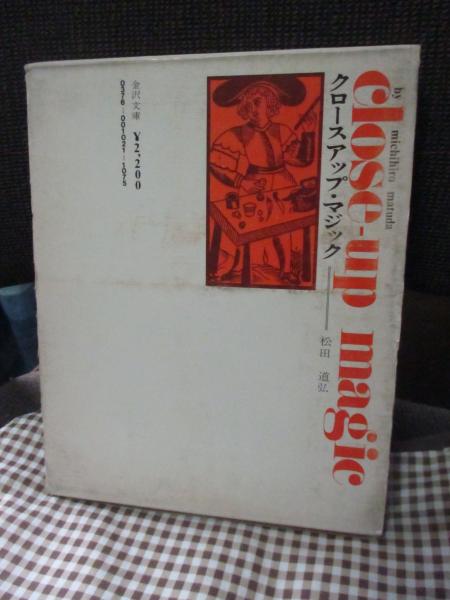 by michihiro matuda
close-up magic
クロースアップ・マジック
松田 道弘
金沢文庫 ¥2,200
0376-001021-1075